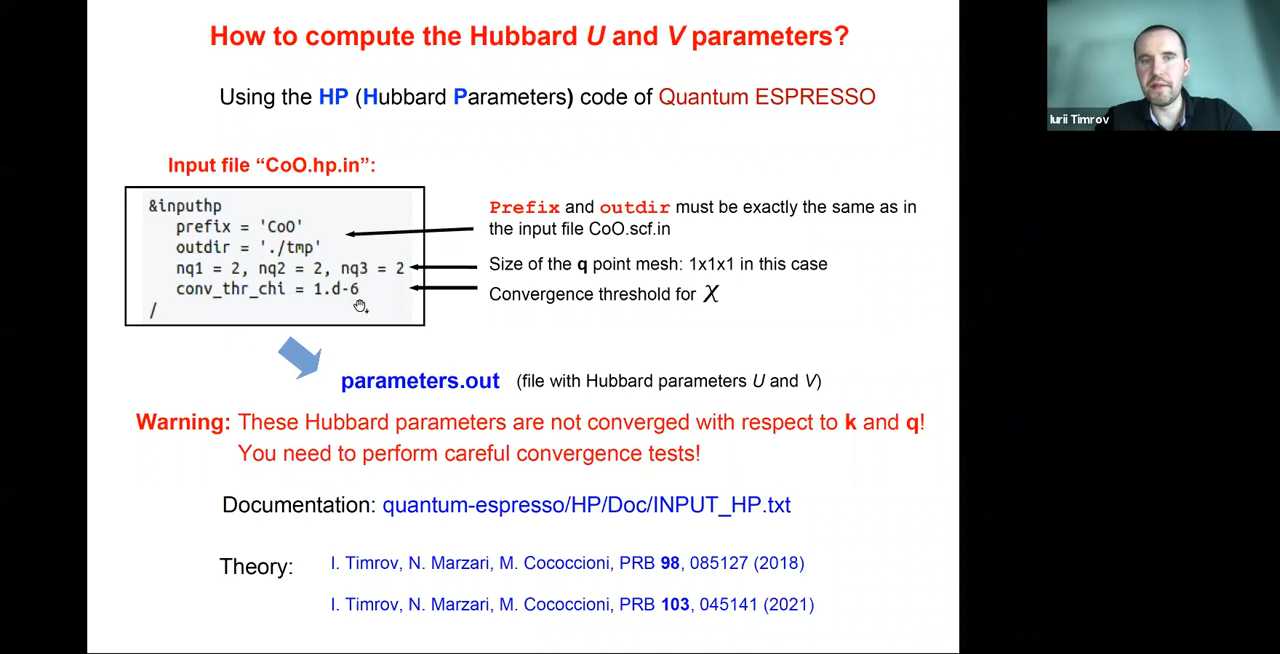 How to compute the Hubbard U and V parameters?
Using the HP (Hubbard Parameters) code of Quantum ESPRESSO
Iurii Timrov
Input file “CoO.hp.in”:
&inputhp
prefix = 'CoO'
outdir = './tmp'
nq1 = 2, nq2 = 2, nq3 = 2
conv_thr_chi = 1.d-6
/
Prefix and outdir must be exactly the same as in
the input file CoO.scf.in
Size of the q point mesh: 1x1x1 in this case
Convergence threshold for χ
parameters.out (file with Hubbard parameters U and V)
Warning: These Hubbard parameters are not converged with respect to k and q!
You need to perform careful convergence tests!
Documentation: quantum-espresso/HP/Doc/INPUT_HP.txt
Theory: I. Timrov, N. Marzari, M. Cococcioni, PRB 98, 085127 (2018)
I. Timrov, N. Marzari, M. Cococcioni, PRB 103, 045141 (2021)